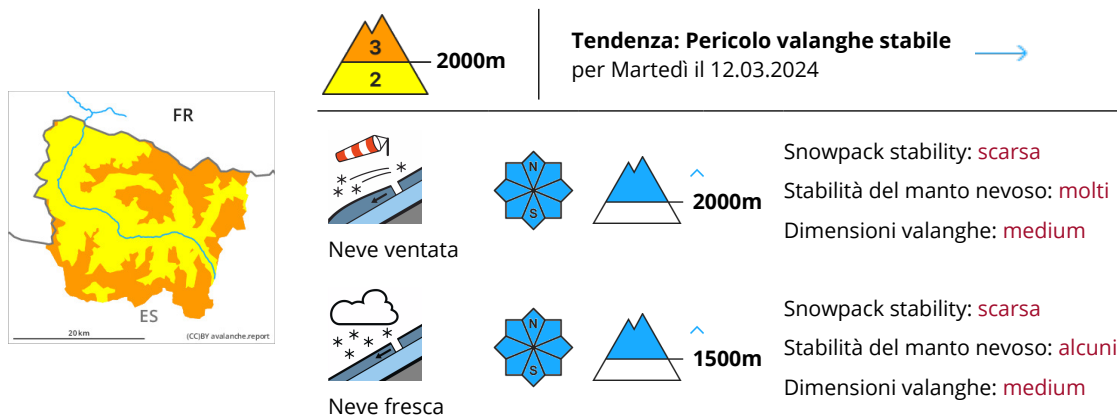 3
2
2000m
Tendenza: Pericolo valanghe stabile
per Martedì il 12.03.2024
FR
ES
20 km
(CC)BY avalanche.report
N
S
2000m
Snowpack stability: scarsa
Stabilità del manto nevoso: molti
Dimensioni valanghe: medium
Neve ventata
N
S
1500m
Snowpack stability: scarsa
Stabilità del manto nevoso: alcuni
Dimensioni valanghe: medium
Neve fresca